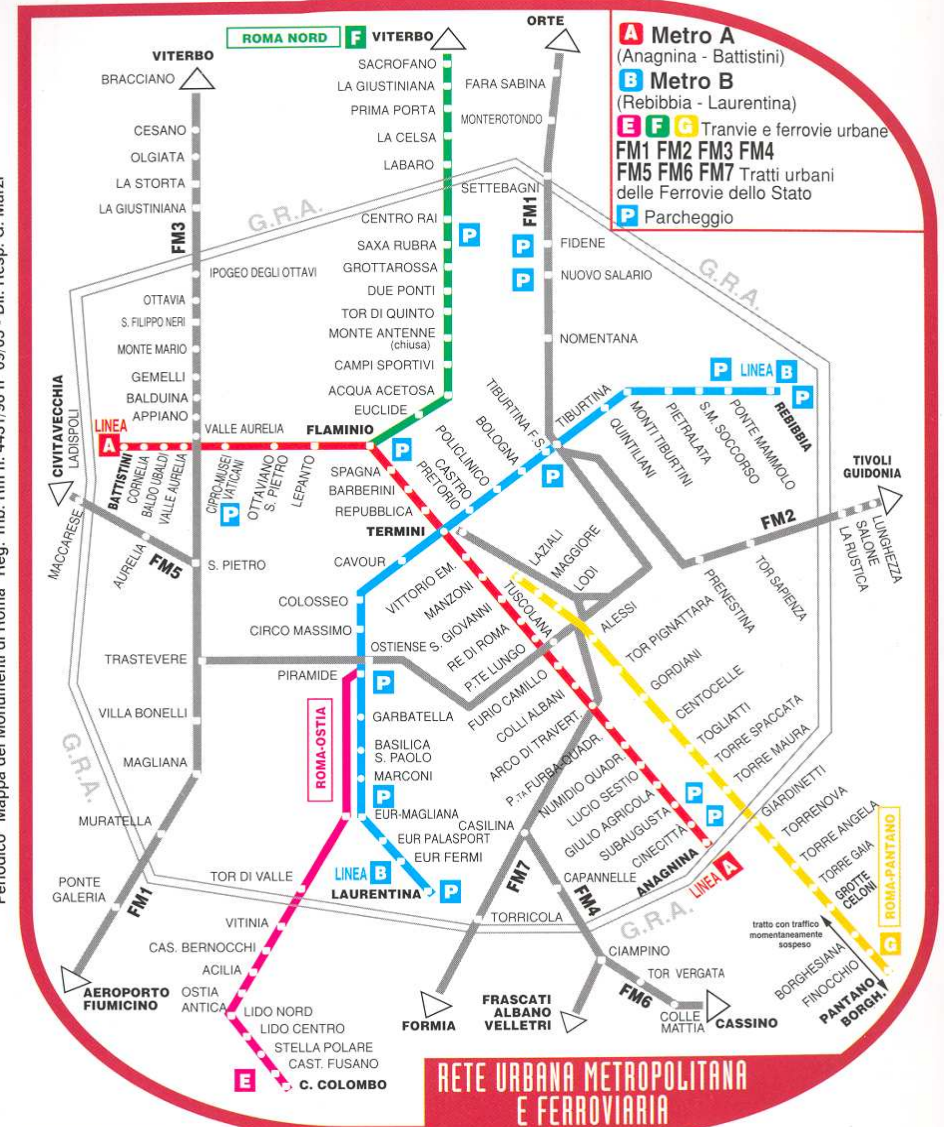 ROMA NORD F VITERBO
ORTE
VITERBO
BRACCIANO
CESANO
OLGIATA
LA STORTA
LA GIUSTINIANA
FM3
IPOGEO DEGLI OTTAVI
OTTAVIA
S. FILIPPO NERI
MONTE MARIO
GEMELLI
BALDUINA
APPIANO
SACROFANO
LA GIUSTINIANA
PRIMA PORTA
LA CELSA
LABARO
CENTRO RAI
SAXA RUBRA
P
GROTTAROSSA
DUE PONTI
TOR DI QUINTO
MONTE ANTENNE
(chiusa)
CAMPI SPORTIVI
ACQUA ACETOSA
EUCLIDE
FARA SABINA
MONTEROTONDO
SETTEBAGNI
FM1
P
FIDENE
P
NUOVO SALARIO
NOMENTANA
G.R.A.
G.R.A.
A Metro A
(Anagnina - Battistini)
B Metro B
(Rebibbia - Laurentina)
E F G Tranvie e ferrovie urbane
FM1 FM2 FM3 FM4
FM5 FM6 FM7 Tratti urbani
delle Ferrovie dello Stato
P Parcheggio
LINEA
A
BATTISTINI
CORNELIA
BALDO UBALDI
VALLE AURELIA
VALLE AURELIA
CIPRO-MUSEI
VATICANI
P
OTTAVIANO
S. PIETRO
LEPANTO
FLAMINIO
P
SPAGNA
BARBERINI
REPUBBLICA
TERMINI
VITTORIO EM.
MANZONI
S. GIOVANNI
RE DI ROMA
P.TE LUNGO
FURIO CAMILLO
COLLI ALBANI
ARCO DI TRAVERT.
P.TA FURBA-QUADR.
NUMIDIO QUADR.
LUCIO SESTIO
GIULIO AGRICOLA
SUBAUGUSTA
CINECITTÀ
ANAGNINA
P
P
LINEA A
P LINEA B
P
REBIBBIA
PONTE MAMMOLO
S.M. SOCCORSO
PIETRALATA
MONTI TIBURTINI
QUINTILIANI
TIBURTINA
TIBURTINA F.S.
P
BOLOGNA
POLICLINICO
CASTRO
PRETORIO
CAVOUR
COLOSSEO
CIRCO MASSIMO
OSTIENSE
PIRAMIDE
P
GARBATELLA
BASILICA
S. PAOLO
MARCONI
P
EUR-MAGLIANA
EUR PALASPORT
EUR FERMI
LINEA B
LAURENTINA
P
CIVITAVECCHIA
LADISPOLI
MACCARESE
AURELIA
FM5
S. PIETRO
TRASTEVERE
VILLA BONELLI
MAGLIANA
MURATELLA
PONTE
GALERIA
FM1
AEROPORTO
FIUMICINO
G.R.A.
TIVOLI
GUIDONIA
FM2
LUNGHEZZA
SALONE
LA RUSTICA
TOR SAPIENZA
PRENESTINA
LAZIALI
MAGGIORE
LODI
ALESSI
TUSCOLANA
TOR PIGNATTARA
GORDIANI
CENTOCELLE
TOGLIATTI
TORRE SPACCATA
TORRE MAURA
GIARDINETTI
TORRENOVA
TORRE ANGELA
TORRE GAIA
GROTTE
CELONI
tratto con traffico
momentaneamente
sospeso
BORGHESIANA
FINOCCHIO
PANTANO
BORGH.
ROMA-PANTANO
G
ROMA-OSTIA
TOR DI VALLE
VITINIA
CAS. BERNOCCHI
ACILIA
OSTIA
ANTICA
LIDO NORD
LIDO CENTRO
STELLA POLARE
CAST. FUSANO
C. COLOMBO
E
CASILINA
FM7
CAPANNELLE
FM4
TORRICOLA
G.R.A.
CIAMPINO
TOR VERGATA
FM6
COLLE
MATTIA
CASSINO
FORMIA
FRASCATI
ALBANO
VELLETRI
RETE URBANA METROPOLITANA
E FERROVIARIA